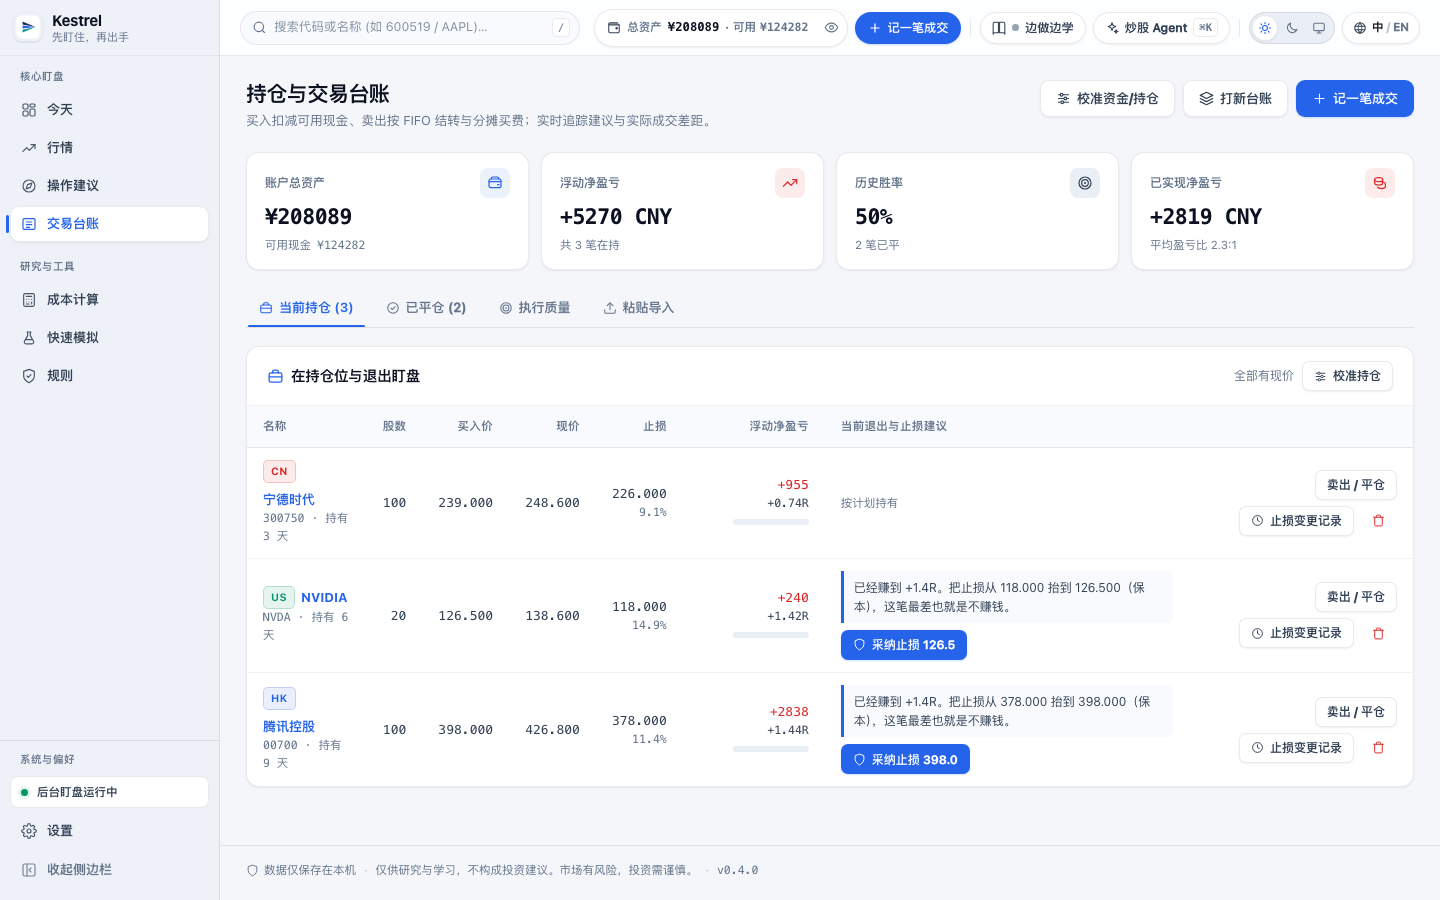 Kestrel
先盯住，再出手
搜索代码或名称 (如 600519 / AAPL)...
/
总资产 ¥208089 · 可用 ¥124282
+ 记一笔成交
边做边学
炒股 Agent ⌘K
中 / EN
核心盯盘
今天
行情
操作建议
交易台账
研究与工具
成本计算
快速模拟
规则
系统与偏好
后台盯盘运行中
设置
收起侧边栏
持仓与交易台账
买入扣减可用现金、卖出按 FIFO 结转与分摊买费；实时追踪建议与实际成交差距。
校准资金/持仓
打新台账
+ 记一笔成交
账户总资产
¥208089
可用现金 ¥124282
浮动净盈亏
+5270 CNY
共 3 笔在持
历史胜率
50%
2 笔已平
已实现净盈亏
+2819 CNY
平均盈亏比 2.3:1
当前持仓 (3)
已平仓 (2)
执行质量
粘贴导入
在持仓位与退出盯盘
全部有现价
校准持仓
名称 股数 买入价 现价 止损 浮动净盈亏 当前退出与止损建议
CN
宁德时代
300750 · 持有
3 天
100 239.000 248.600
226.000
9.1%
+955
+0.74R
按计划持有
卖出 / 平仓
止损变更记录
US NVIDIA
NVDA · 持有 6
天
20 126.500 138.600
118.000
14.9%
+240
+1.42R
已经赚到 +1.4R。把止损从 118.000 抬到 126.500（保
本），这笔最差也就是不赚钱。
采纳止损 126.5
卖出 / 平仓
止损变更记录
HK
腾讯控股
00700 · 持有
9 天
100 398.000 426.800
378.000
11.4%
+2838
+1.44R
已经赚到 +1.4R。把止损从 378.000 抬到 398.000（保
本），这笔最差也就是不赚钱。
采纳止损 398.0
卖出 / 平仓
止损变更记录
数据仅保存在本机 · 仅供研究与学习，不构成投资建议。市场有风险，投资需谨慎。 · v0.4.0